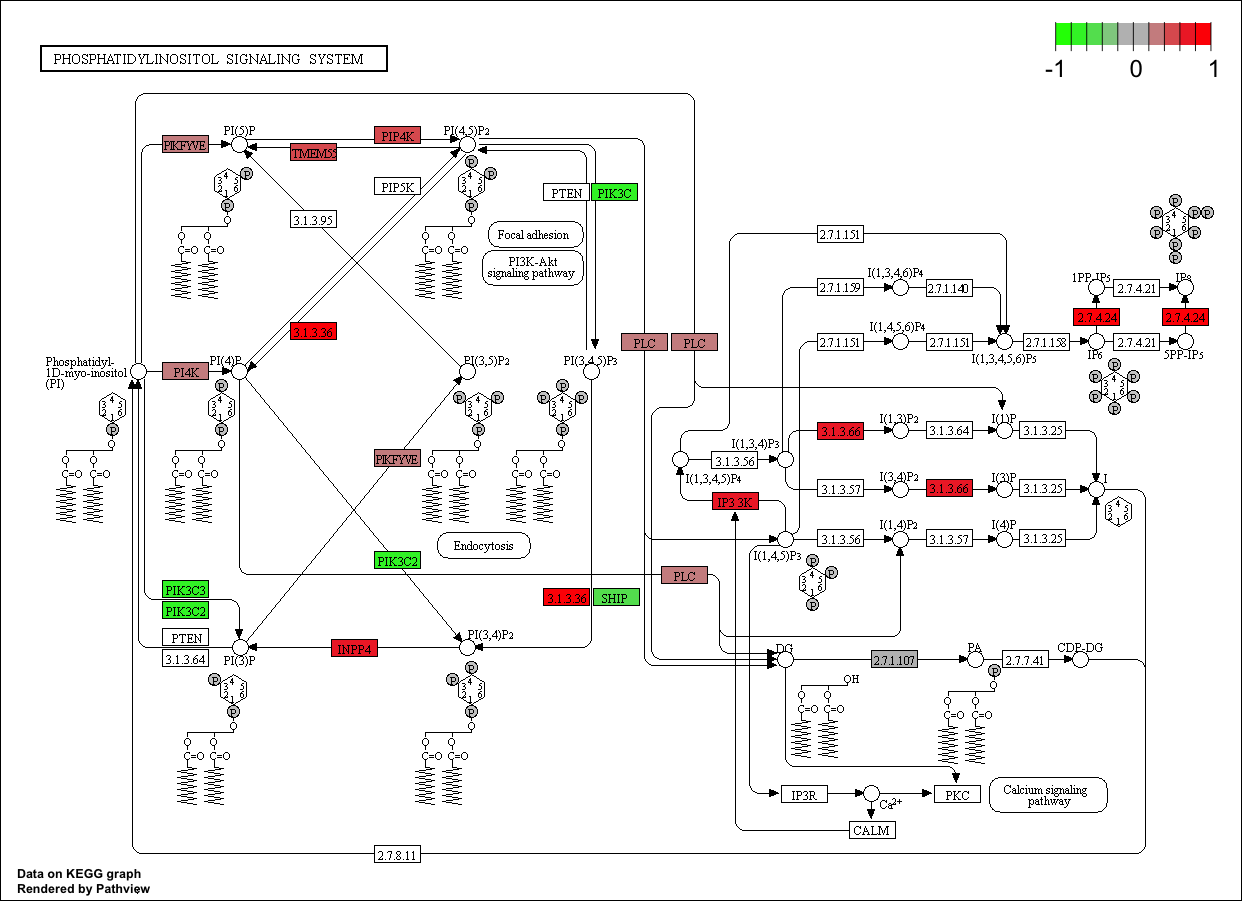 PHOSPHATIDYLINOSITOL SIGNALING SYSTEM
-1 0 1
PIKFYVE
PI(5)P
TMEM55
PIP4K
PI(4,5)P2
PIP5K
3.1.3.95
PTEN
PIK3C
Focal adhesion
PI3K-Akt
signaling pathway
3.1.3.36
Phosphatidyl-
1D-myo-inositol
(PI)
PI4K
PI(4)P
PI(3,5)P2
PI(3,4,5)P3
PLC
PLC
PIKFYVE
Endocytosis
PIK3C2
PIK3C3
PIK3C2
PTEN
3.1.3.64
PI(3)P
INPP4
PI(3,4)P2
3.1.3.36
SHIP
PLC
2.7.1.151
I(1,3,4,6)P4
2.7.1.159
2.7.1.140
I(1,4,5,6)P4
2.7.1.151
2.7.1.151
I(1,3,4,5,6)P5
2.7.1.158
IP6
1PP-IP5
2.7.4.21
IP8
2.7.4.24
2.7.4.24
2.7.4.21
5PP-IP5
I(1,3)P2
3.1.3.66
3.1.3.64
I(1)P
3.1.3.25
I(1,3,4)P3
3.1.3.56
I(1,3,4,5)P4
I(3,4)P2
3.1.3.57
3.1.3.66
I(3)P
3.1.3.25
I
IP3 3K
I(1,4,5)P3
I(1,4)P2
3.1.3.56
3.1.3.57
I(4)P
3.1.3.25
DG
2.7.1.107
PA
2.7.7.41
CDP-DG
OH
IP3R
Ca2+
PKC
Calcium signaling
pathway
CALM
2.7.8.11
Data on KEGG graph
Rendered by Pathview